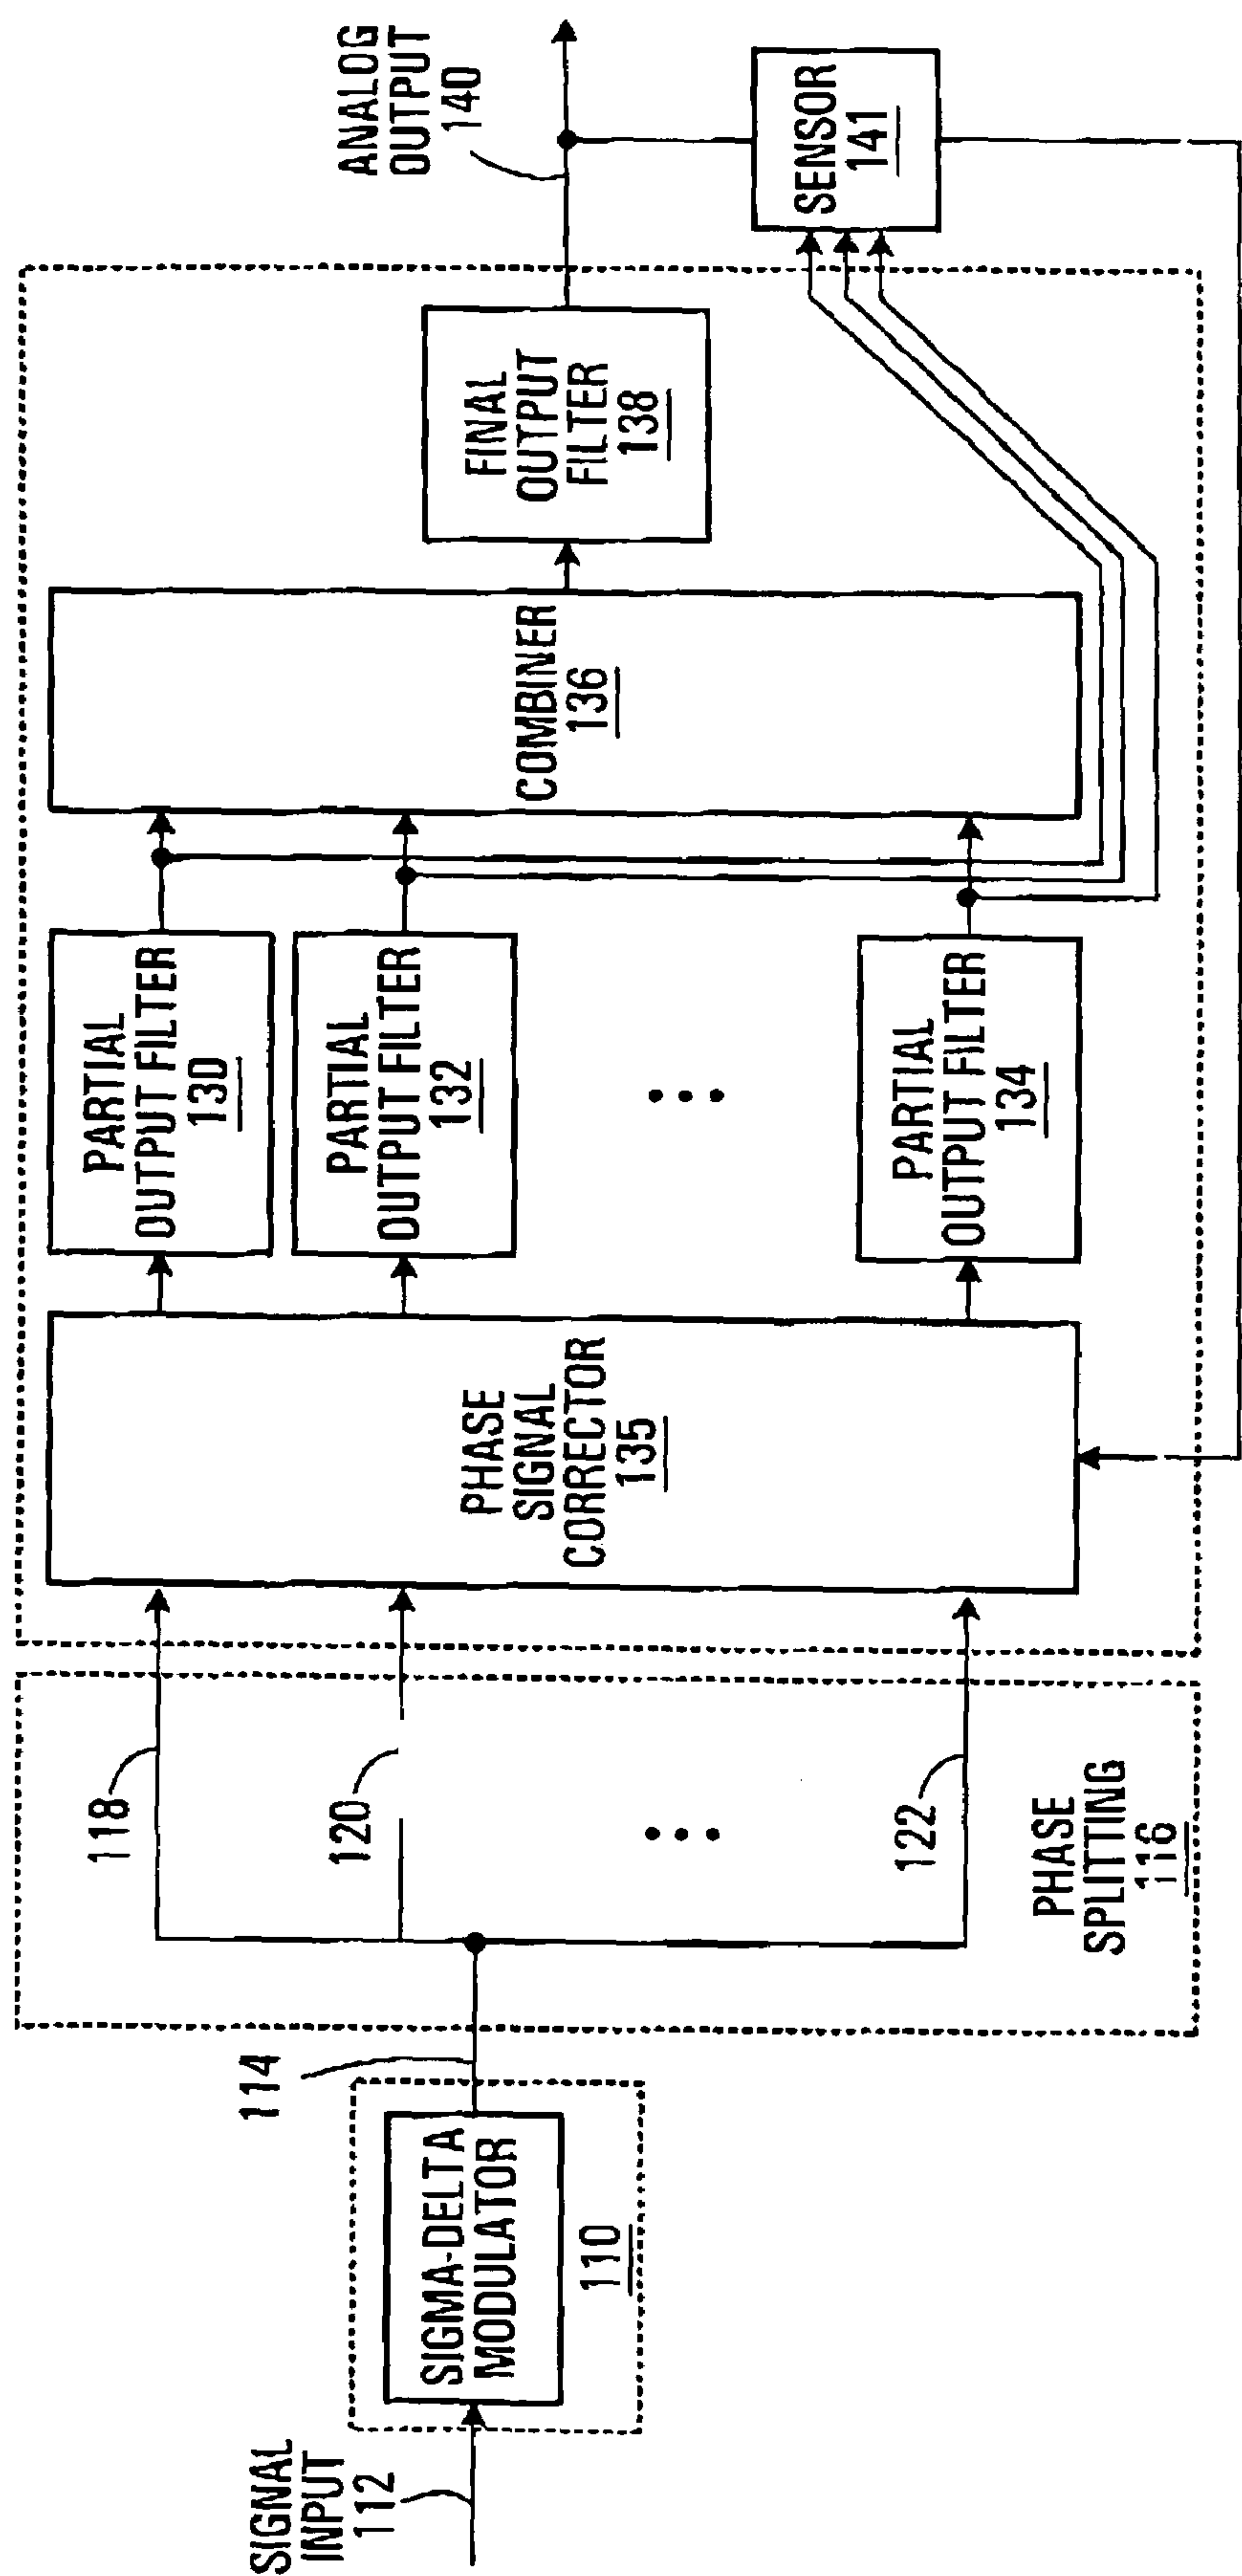 SIGNAL
INPUT
112
SIGMA-DELTA
MODULATOR
110
114
118
120
122
PHASE
SPLITTING
116
PHASE
SIGNAL
CORRECTOR
135
PARTIAL
OUTPUT FILTER
130
PARTIAL
OUTPUT FILTER
132
PARTIAL
OUTPUT FILTER
134
COMBINER
136
FINAL
OUTPUT
FILTER
138
ANALOG
OUTPUT
140
SENSOR
141